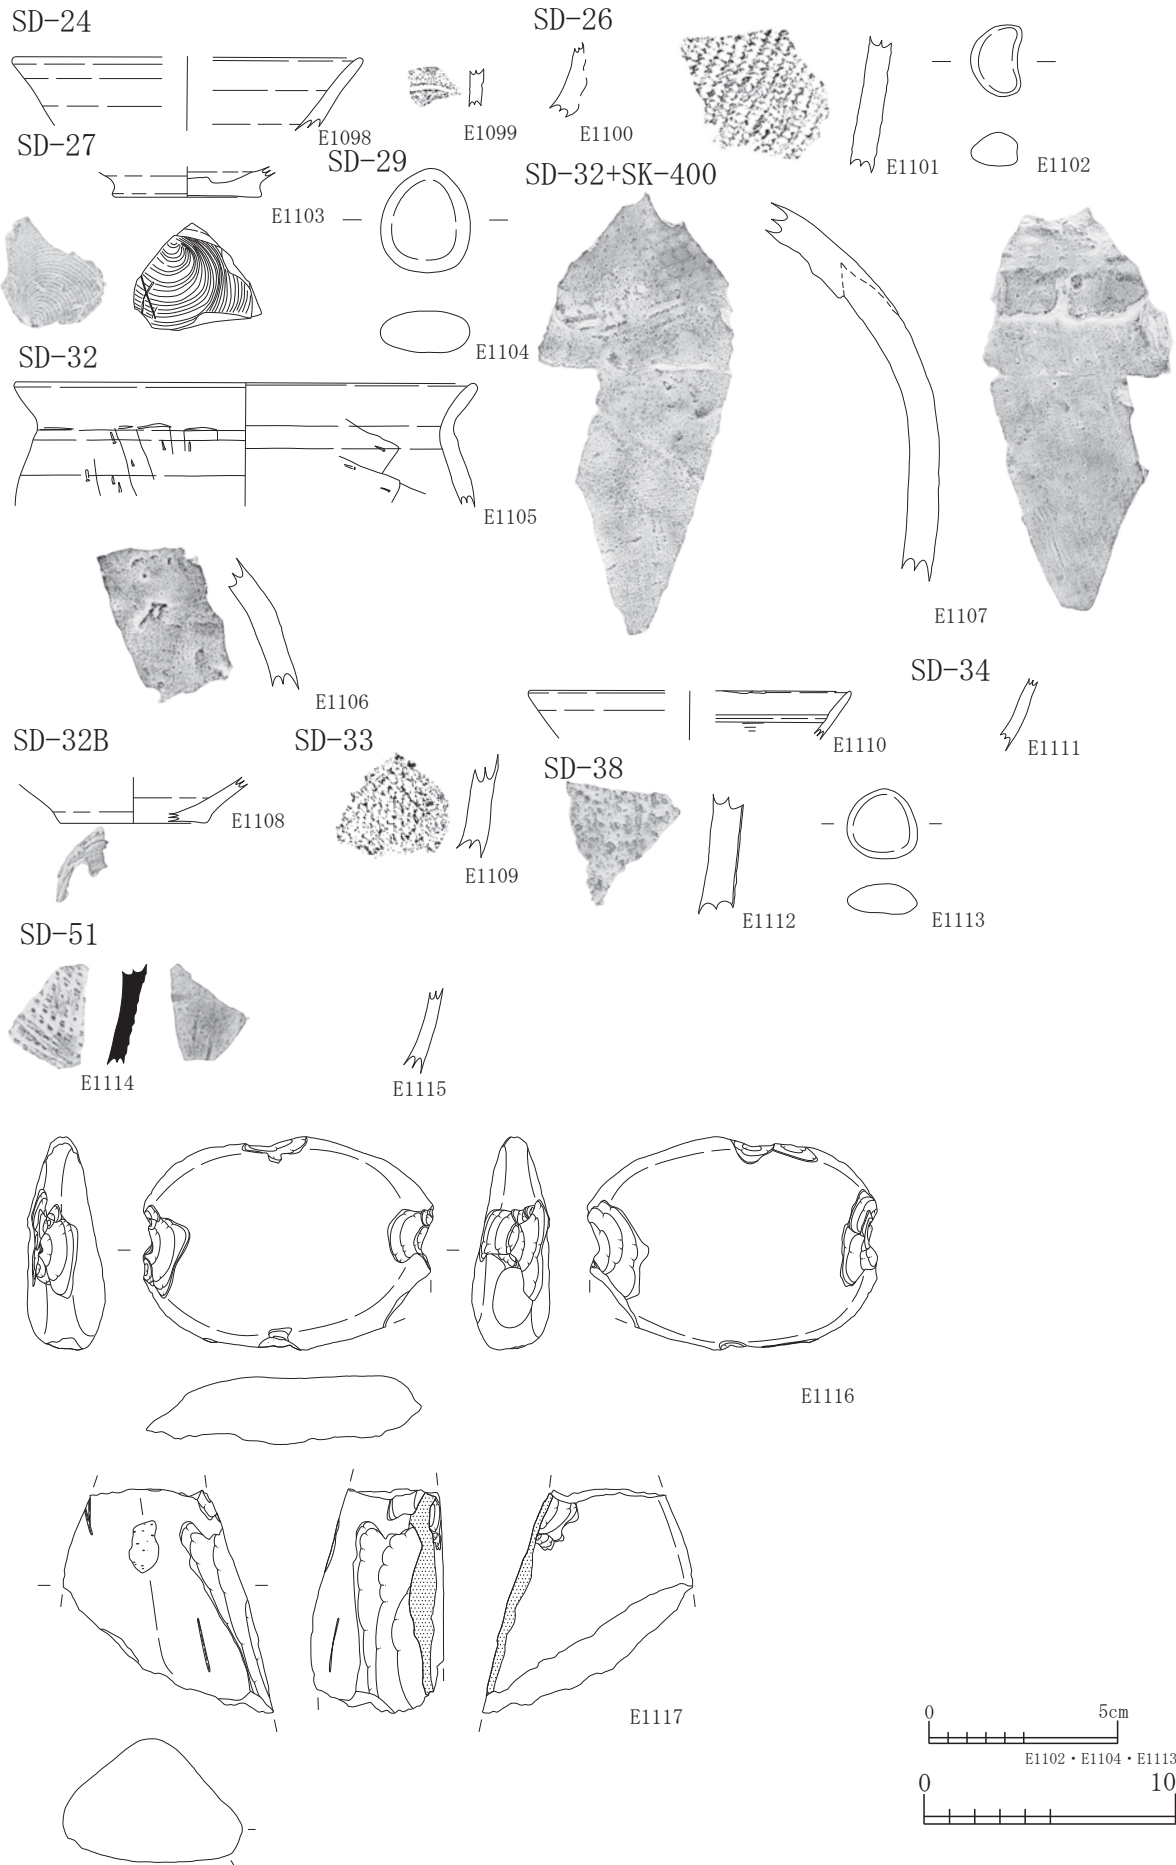 SD-24
SD-26
E1098
E1099
E1100
E1101
E1102
SD-27
SD-29
SD-32+SK-400
E1103
E1104
SD-32
E1105
E1107
E1106
SD-34
E1110
E1111
SD-32B
SD-33
SD-38
E1108
E1109
E1112
E1113
SD-51
E1114
E1115
E1116
E1117
0 5cm
E1102・E1104・E1113
0 10